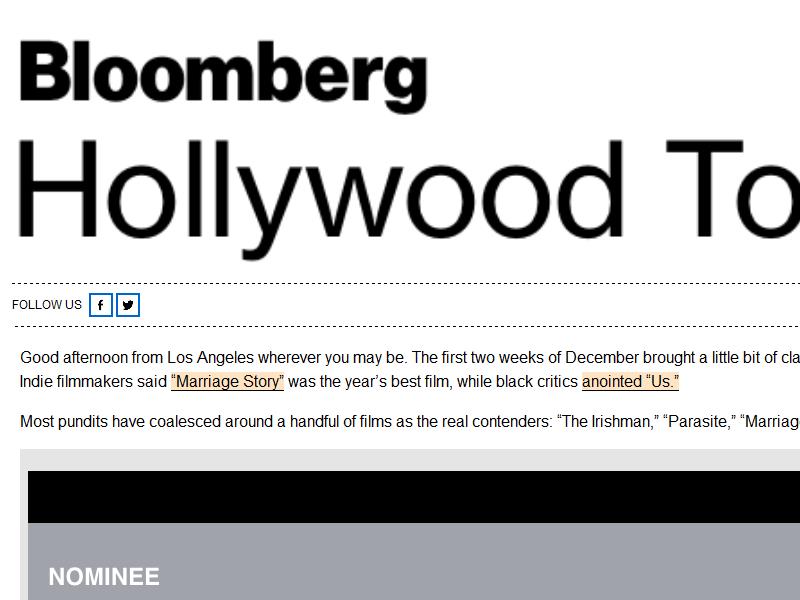 Bloomberg
Hollywood To
FOLLOW US
Good afternoon from Los Angeles wherever you may be. The first two weeks of December brought a little bit of cla
Indie filmmakers said “Marriage Story” was the year’s best film, while black critics anointed “Us.”
Most pundits have coalesced around a handful of films as the real contenders: “The Irishman,” “Parasite,” “Marriag
NOMINEE